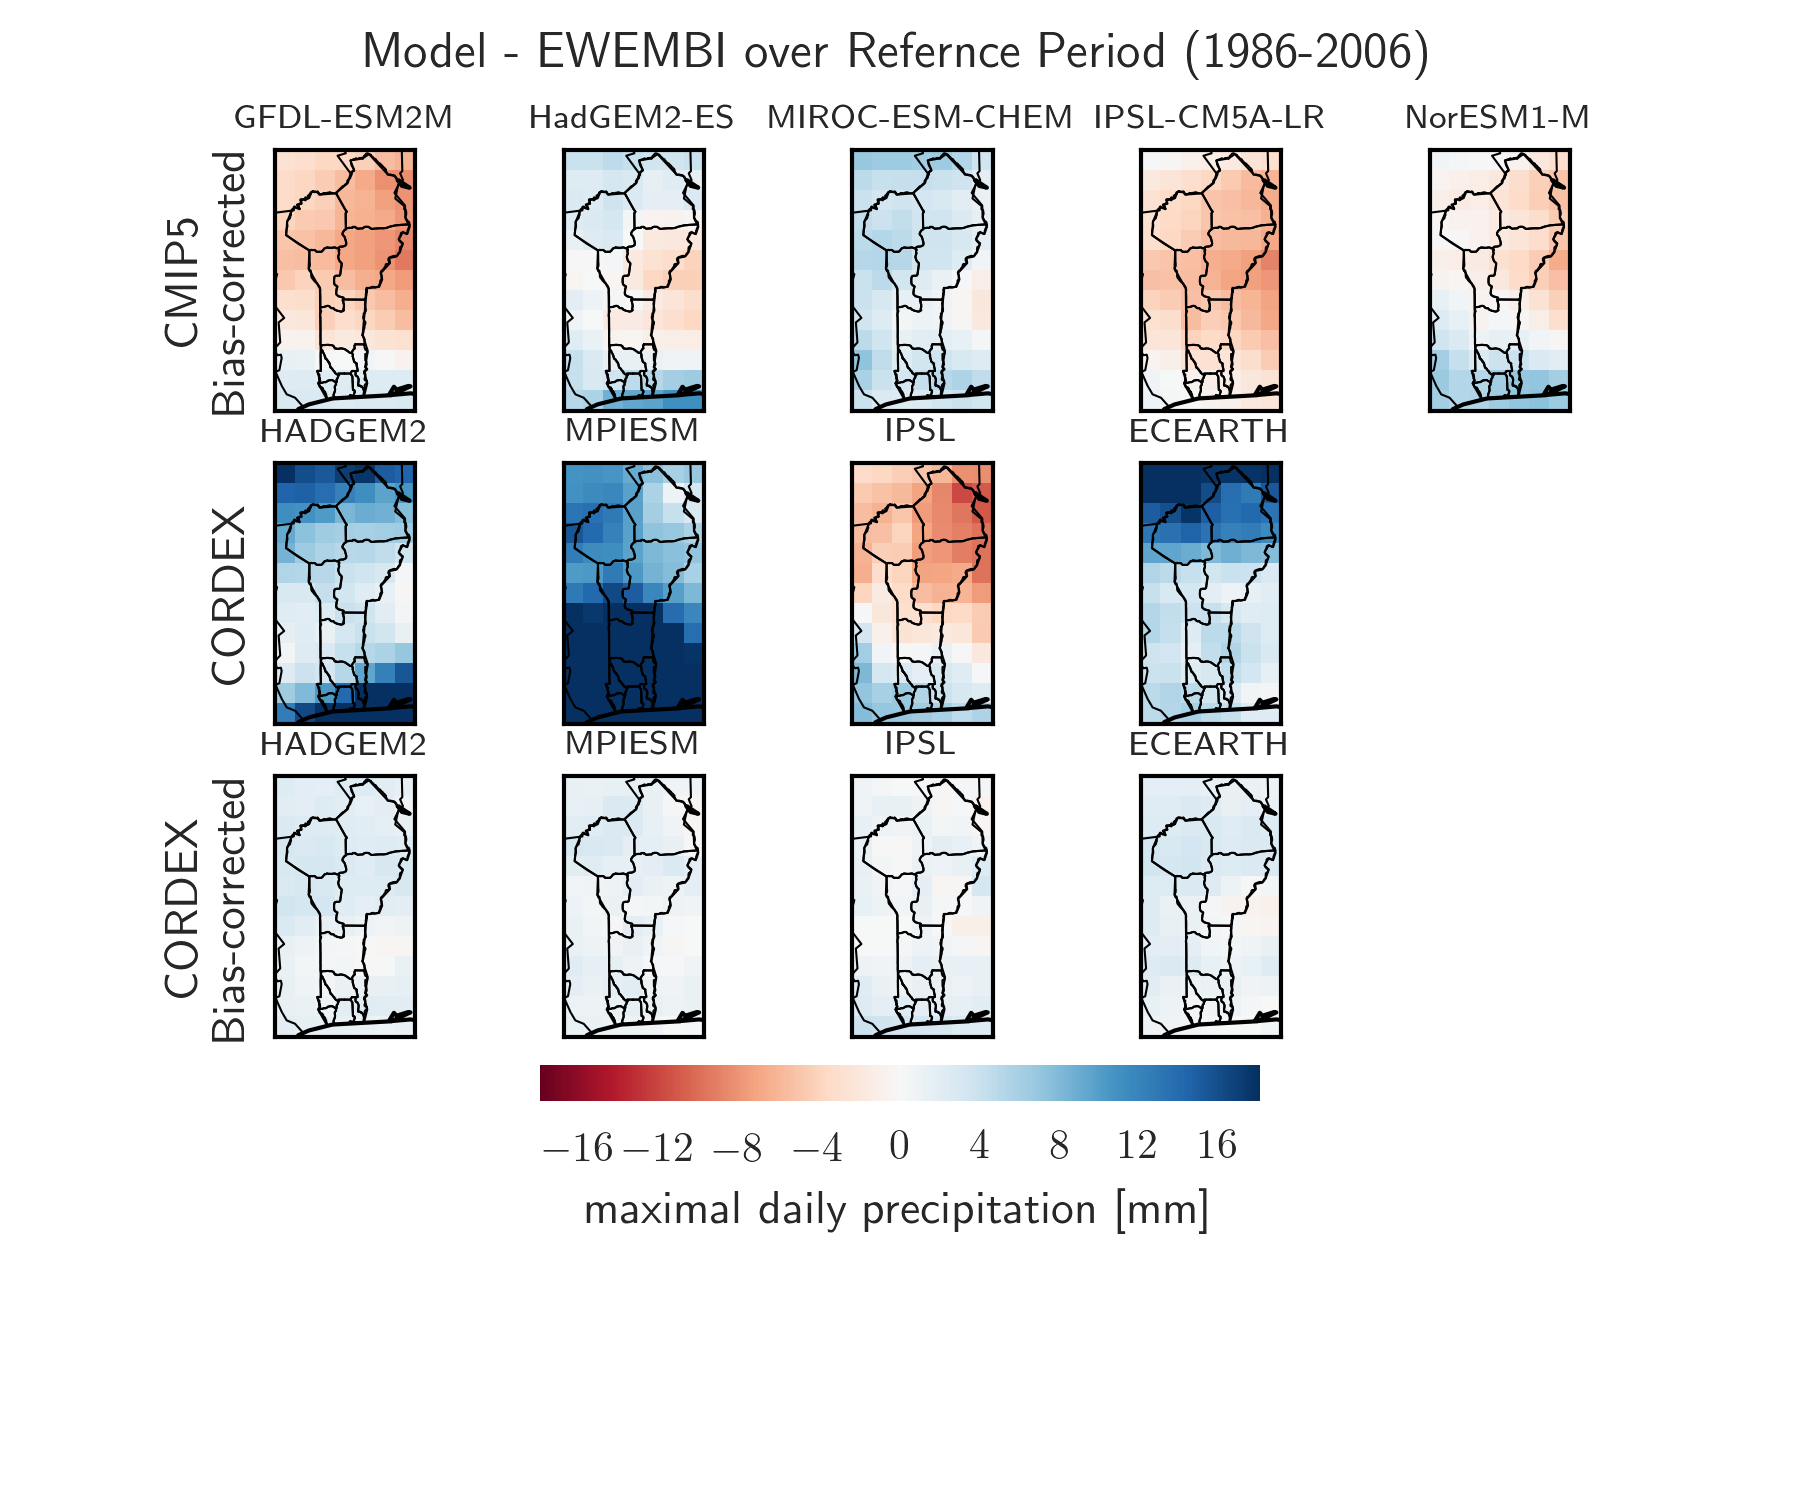 Model - EWEMBI over Refernce Period (1986-2006)
GFDL-ESM2M HadGEM2-ES MIROC-ESM-CHEM IPSL-CM5A-LR NorESM1-M
CMIP5
Bias-corrected
HADGEM2 MPIESM IPSL ECEARTH
CORDEX
HADGEM2 MPIESM IPSL ECEARTH
CORDEX
Bias-corrected
−16 −12 −8 −4 0 4 8 12 16
maximal daily precipitation [mm]